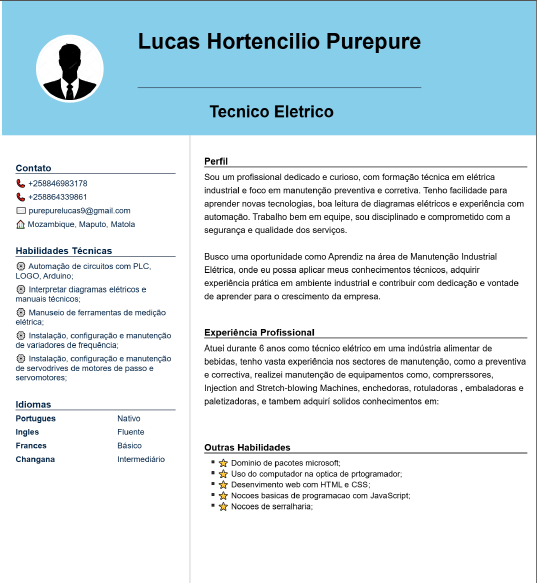 Lucas Hortencilio Purepure
Tecnico Eletrico
Contato
+258846983178
+258864339861
purepurelucas9@gmail.com
Mozambique, Maputo, Matola
Habilidades Técnicas
Automação de circuitos com PLC,
LOGO, Arduino;
Interpretar diagramas elétricos e
manuais técnicos;
Manuseio de ferramentas de medição
elétrica;
Instalação, configuração e manutenção
de variadores de frequência;
Instalação, configuração e manutenção
de servodrives de motores de passo e
servomotores;
Idiomas
Portugues Nativo
Ingles Fluente
Frances Básico
Changana Intermediário
Perfil
Sou um profissional dedicado e curioso, com formação técnica em elétrica
industrial e foco em manutenção preventiva e corretiva. Tenho facilidade para
aprender novas tecnologias, boa leitura de diagramas elétricos e experiência com
automação. Trabalho bem em equipe, sou disciplinado e comprometido com a
segurança e qualidade dos serviços.
Busco uma oportunidade como Aprendiz na área de Manutenção Industrial
Elétrica, onde eu possa aplicar meus conhecimentos técnicos, adquirir
experiência prática em ambiente industrial e contribuir com dedicação e vontade
de aprender para o crescimento da empresa.
Experiência Profissional
Atuei durante 6 anos como técnico elétrico em uma indústria alimentar de
bebidas, tenho vasta experiência nos sectores de manutenção, como a preventiva
e correctiva, realizei manutenção de equipamentos como, comprerssores,
Injection and Stretch-blowing Machines, enchedoras, rotuladoras , embaladoras e
paletizadoras, e tambem adquirí solidos conhecimentos em:
Outras Habilidades
Dominio de pacotes microsoft;
Uso do computador na optica de prtogramador;
Desenvimento web com HTML e CSS;
Nocoes basicas de programacao com JavaScript;
Nocoes de serralharia;